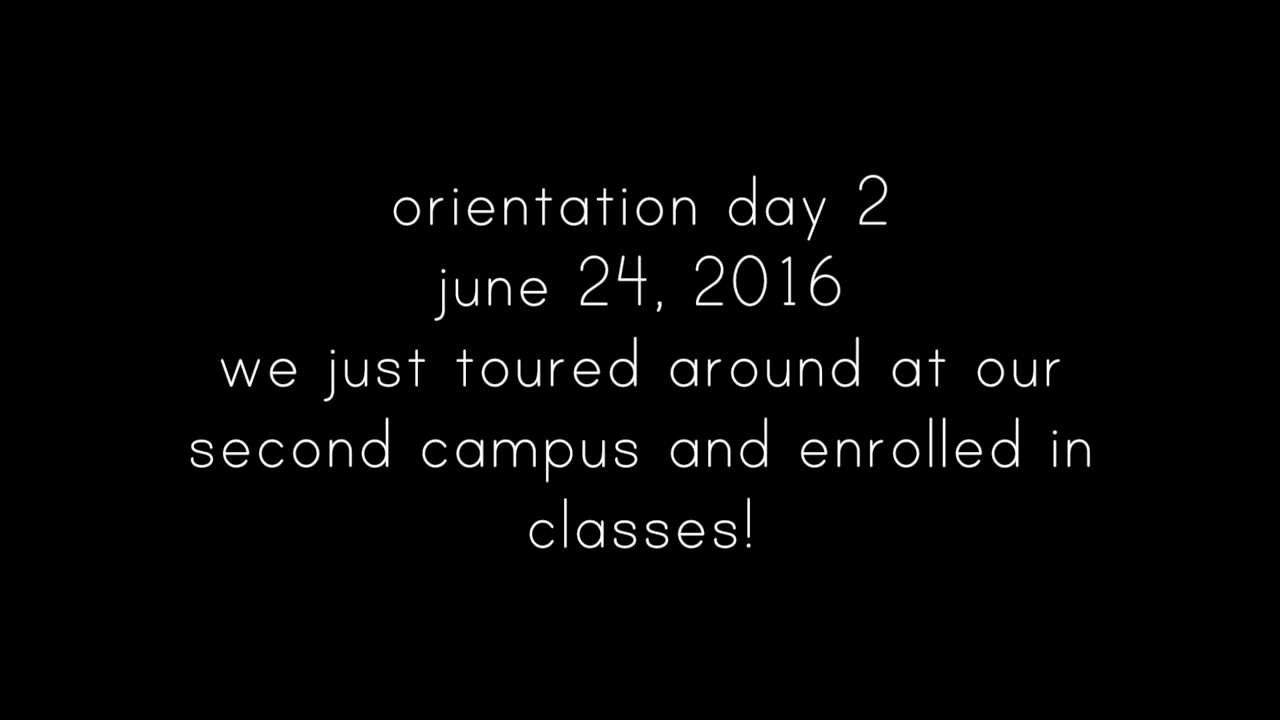 orientation day 2
june 24, 2016
we just toured around at our
second campus and enrolled in
classes!